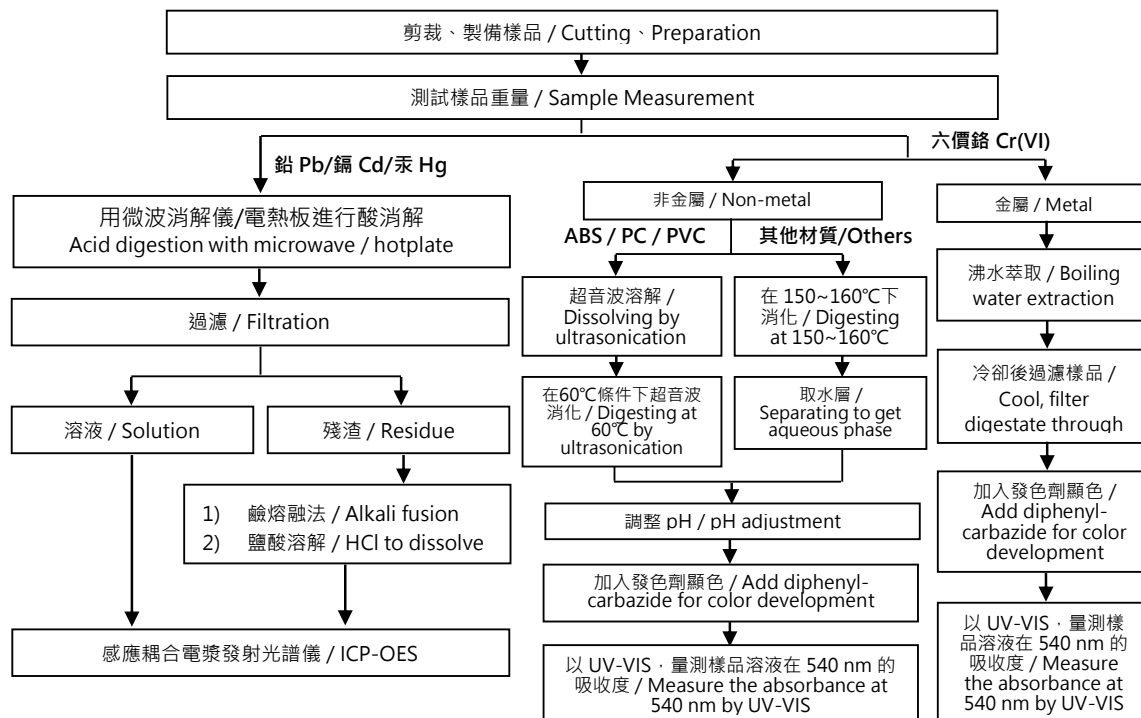 剪裁、製備樣品 / Cutting、Preparation
測試樣品重量 / Sample Measurement
鉛 Pb/鎘 Cd/汞 Hg
六價鉻 Cr(VI)
用微波消解儀/電熱板進行酸消解
Acid digestion with microwave / hotplate
過濾 / Filtration
溶液 / Solution
殘渣 / Residue
1) 鹼熔融法 / Alkali fusion
2) 鹽酸溶解 / HCl to dissolve
感應耦合電漿發射光譜儀 / ICP-OES
非金屬 / Non-metal
ABS / PC / PVC
其他材質/Others
超音波溶解 /
Dissolving by
ultrasonication
在 150~160℃下
消化 / Digesting
at 150~160℃
在60℃條件下超音波
消化 / Digesting at
60℃ by
ultrasonication
取水層 /
Separating to get
aqueous phase
調整 pH / pH adjustment
加入發色劑顯色 / Add diphenyl-
carbazide for color development
以 UV-VIS，量測樣品溶液在 540 nm 的
吸收度 / Measure the absorbance at
540 nm by UV-VIS
金屬 / Metal
沸水萃取 / Boiling
water extraction
冷卻後過濾樣品 /
Cool, filter
digestate through
加入發色劑顯色 /
Add diphenyl-
carbazide for color
development
以 UV-VIS，量測樣
品溶液在 540 nm 的
吸收度 / Measure
the absorbance at
540 nm by UV-VIS